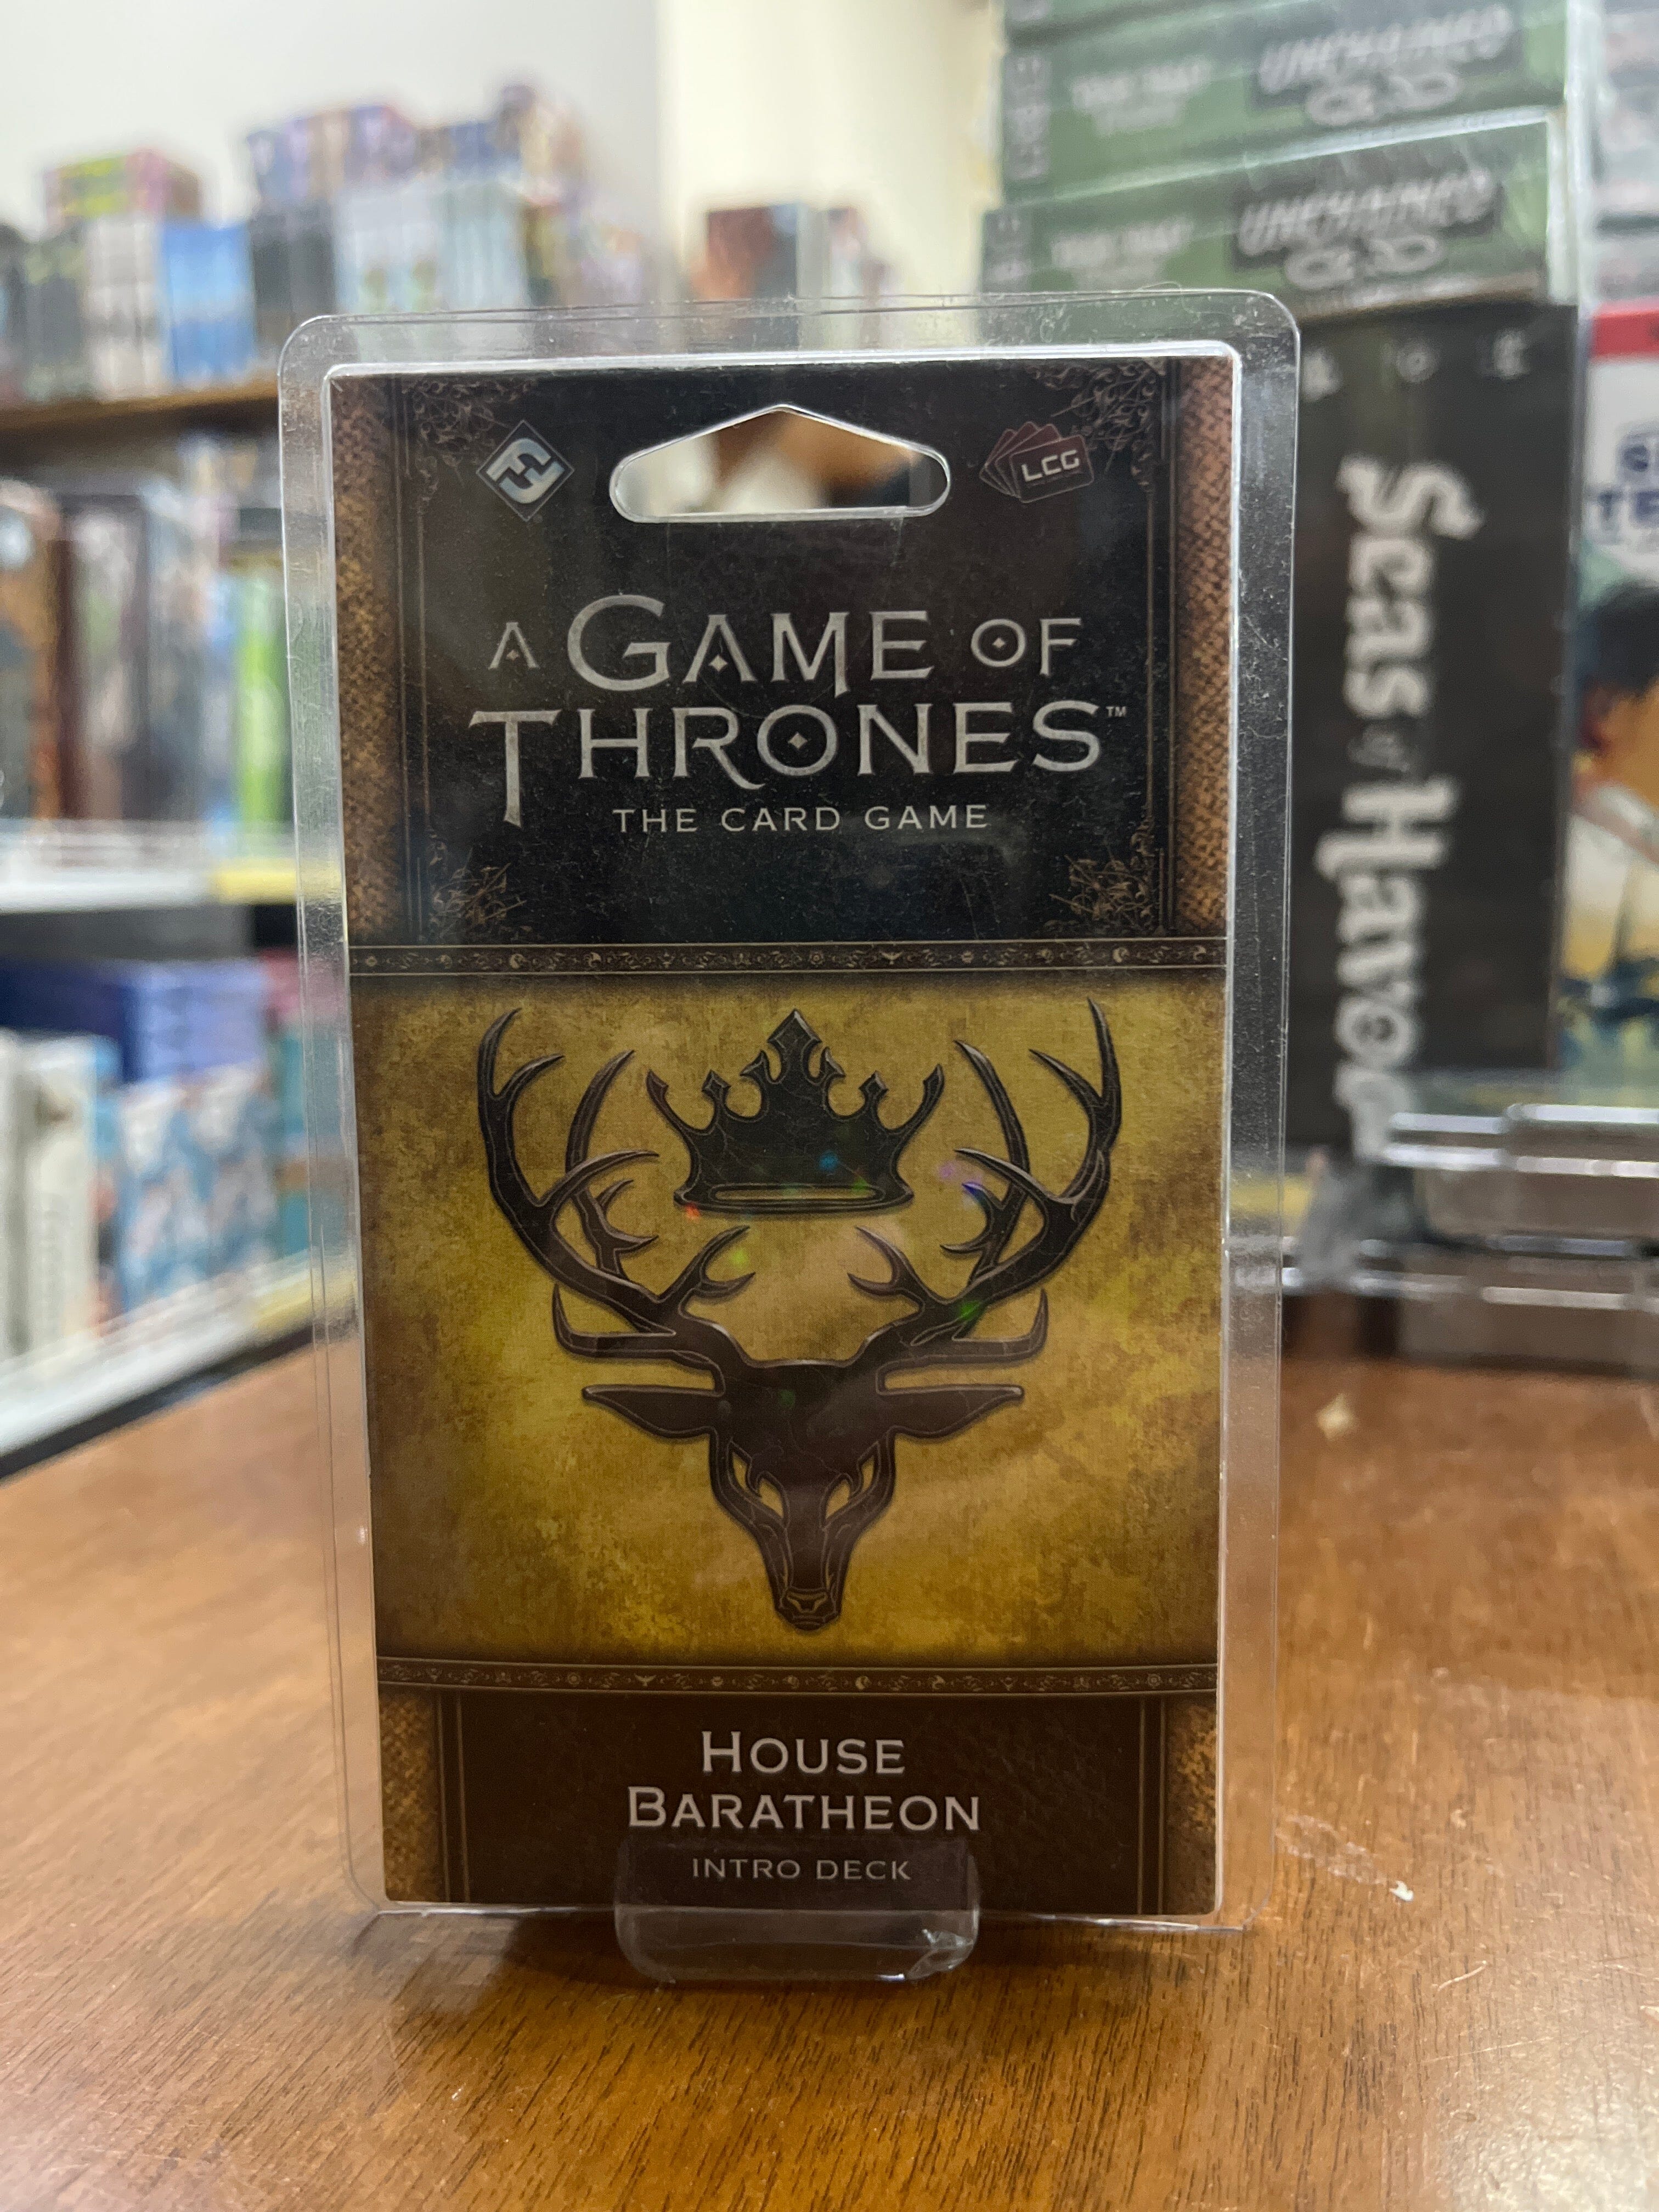 UNCHAINED
UNCHAINED
LCG
A GAME OF
THRONES™
THE CARD GAME
Seas of Havoc
HOUSE
BARATHEON
INTRO DECK